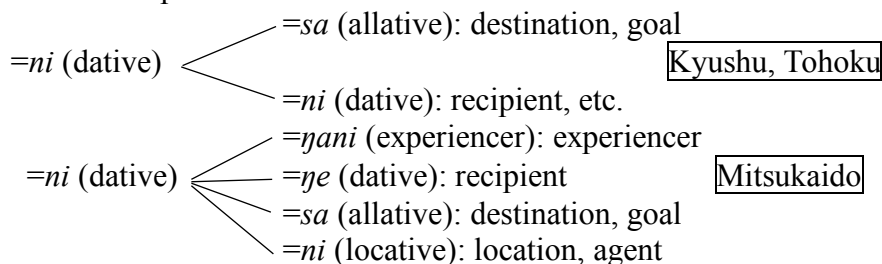 =sa (allative): destination, goal
=ni (dative)
Kyushu, Tohoku
=ni (dative): recipient, etc.
=ŋani (experiencer): experiencer
=ni (dative)
=ŋe (dative): recipient
Mitsukaido
=sa (allative): destination, goal
=ni (locative): location, agent